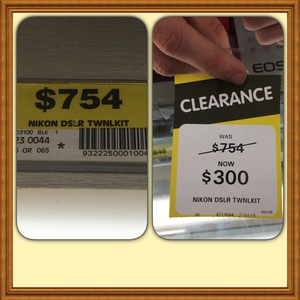 $754
NIKON DSLR TWNLKIT
D3100 BLK 1
23 0044
OR 065
*
9322250001004
EOS
CLEARANCE
WAS
$754
NOW
$300
NIKON DSLR TWNLKIT